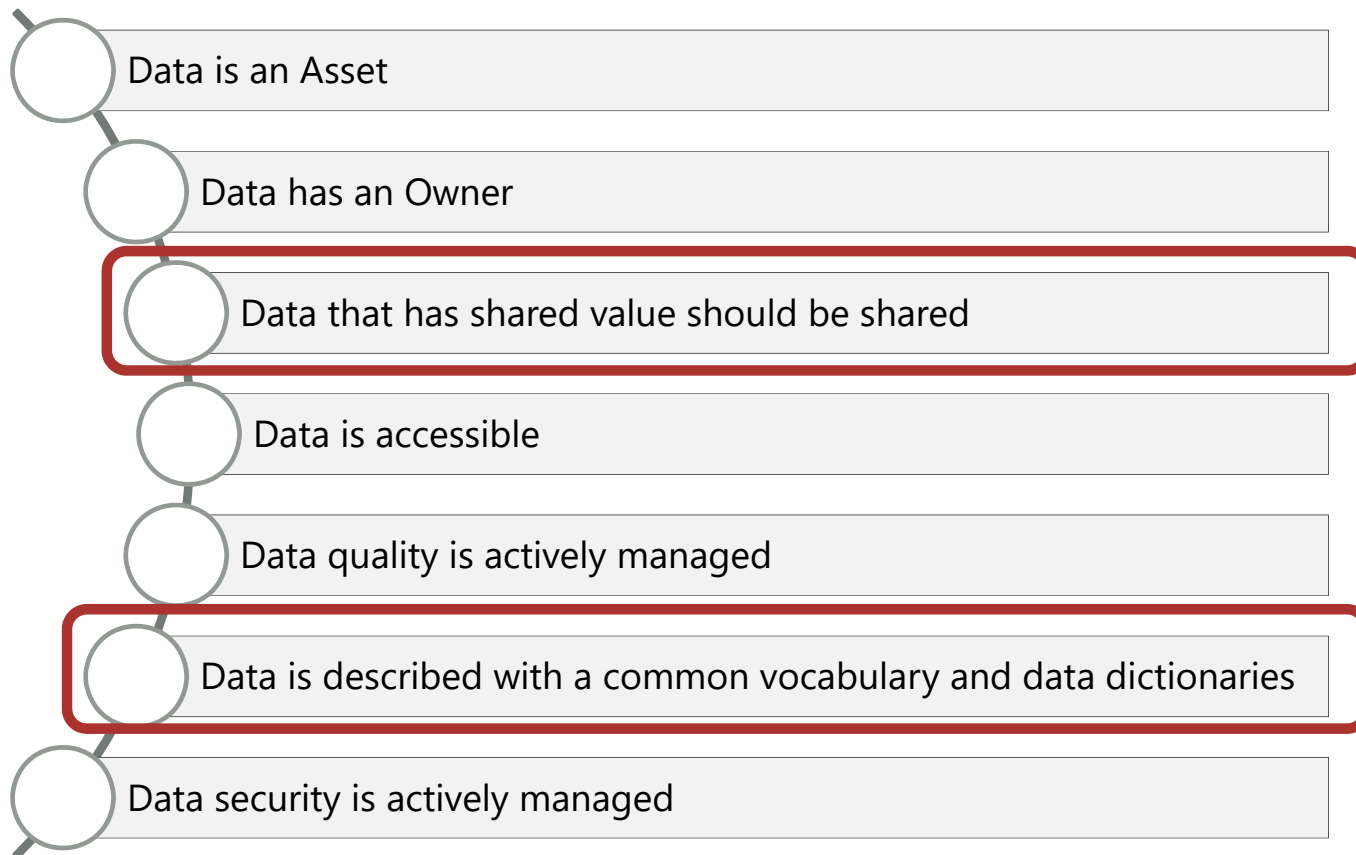 Data is an Asset
Data has an Owner
Data that has shared value should be shared
Data is accessible
Data quality is actively managed
Data is described with a common vocabulary and data dictionaries
Data security is actively managed